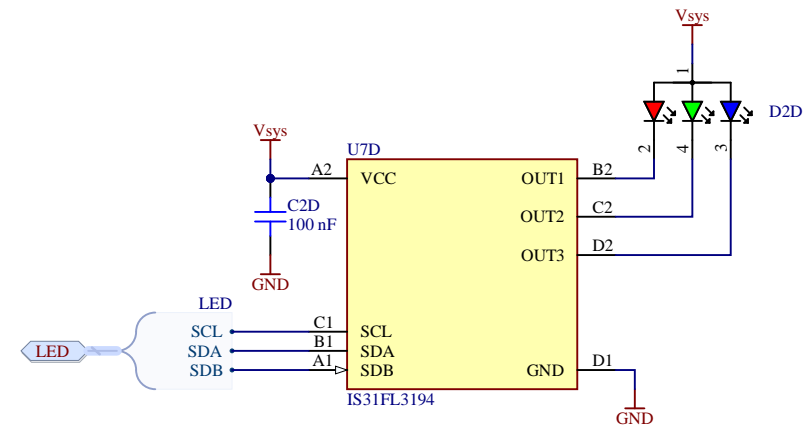 Vsys
1
D2D
2
4
3
Vsys
U7D
A2
VCC
OUT1
B2
C2D
100 nF
OUT2
C2
OUT3
D2
GND
LED
LED
SCL
C1
SCL
SDA
B1
SDA
SDB
A1
SDB
GND
D1
IS31FL3194
GND